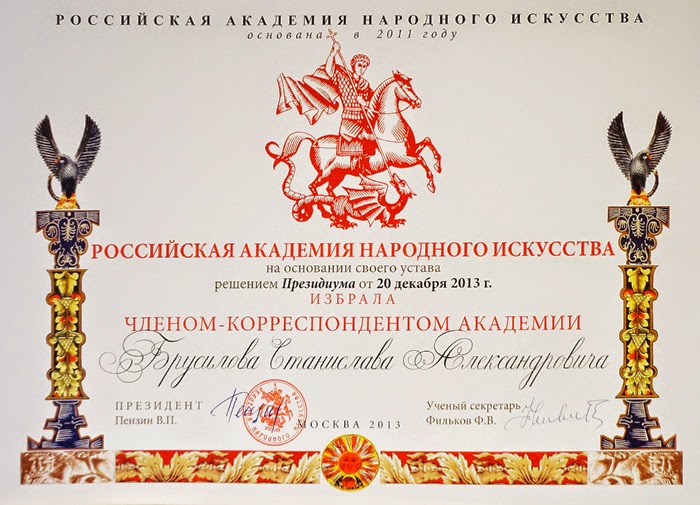 РОССИЙСКАЯ АКАДЕМИЯ НАРОДНОГО ИСКУССТВА
основана в 2011 году
РОССИЙСКАЯ АКАДЕМИЯ НАРОДНОГО ИСКУССТВА
на основании своего устава
решением Президиума от 20 декабря 2013 г.
ИЗБРАЛА
ЧЛЕНОМ-КОРРЕСПОНДЕНТОМ АКАДЕМИИ
Брусилова Станислава Александровича
ПРЕЗИДЕНТ
Пензин В.П.
Ученый секретарь
Фильков Ф.В.
МОСКВА 2013